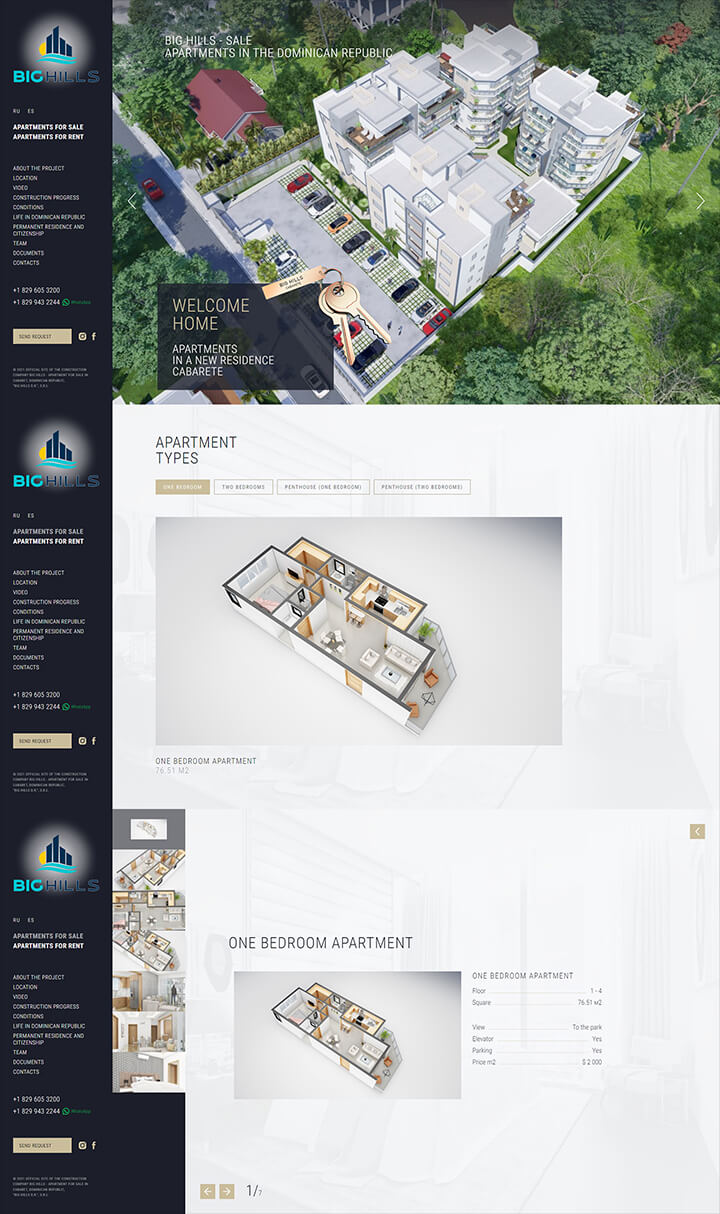 BIGHILLS
RU ES
APARTMENTS FOR SALE
APARTMENTS FOR RENT
ABOUT THE PROJECT
LOCATION
VIDEO
CONSTRUCTION PROGRESS
CONDITIONS
LIFE IN DOMINICAN REPUBLIC
PERMANENT RESIDENCE AND
CITIZENSHIP
TEAM
DOCUMENTS
CONTACTS
+1 829 605 3200
+1 829 943 2244 WhatsApp
SEND REQUEST
© 2021 OFFICIAL SITE OF THE CONSTRUCTION
COMPANY BIG HILLS - APARTMENT FOR SALE IN
CABARET, DOMINICAN REPUBLIC,
"BIG HILLS D.R.", S.R.L.
BIG HILLS - SALE
APARTMENTS IN THE DOMINICAN REPUBLIC
BIG HILLS
CABARETE
WELCOME
HOME
APARTMENTS
IN A NEW RESIDENCE
CABARETE
BIGHILLS
RU ES
APARTMENTS FOR SALE
APARTMENTS FOR RENT
ABOUT THE PROJECT
LOCATION
VIDEO
CONSTRUCTION PROGRESS
CONDITIONS
LIFE IN DOMINICAN REPUBLIC
PERMANENT RESIDENCE AND
CITIZENSHIP
TEAM
DOCUMENTS
CONTACTS
+1 829 605 3200
+1 829 943 2244 WhatsApp
SEND REQUEST
© 2021 OFFICIAL SITE OF THE CONSTRUCTION
COMPANY BIG HILLS - APARTMENT FOR SALE IN
CABARET, DOMINICAN REPUBLIC,
"BIG HILLS D.R.", S.R.L.
APARTMENT
TYPES
ONE BEDROOM TWO BEDROOMS PENTHOUSE (ONE BEDROOM) PENTHOUSE (TWO BEDROOMS)
ONE BEDROOM APARTMENT
76.51 M2
BIGHILLS
RU ES
APARTMENTS FOR SALE
APARTMENTS FOR RENT
ABOUT THE PROJECT
LOCATION
VIDEO
CONSTRUCTION PROGRESS
CONDITIONS
LIFE IN DOMINICAN REPUBLIC
PERMANENT RESIDENCE AND
CITIZENSHIP
TEAM
DOCUMENTS
CONTACTS
+1 829 605 3200
+1 829 943 2244 WhatsApp
SEND REQUEST
© 2021 OFFICIAL SITE OF THE CONSTRUCTION
COMPANY BIG HILLS - APARTMENT FOR SALE IN
CABARET, DOMINICAN REPUBLIC,
"BIG HILLS D.R.", S.R.L.
ONE BEDROOM APARTMENT
ONE BEDROOM APARTMENT
Floor 1 - 4
Square 76.51 м2
View To the park
Elevator Yes
Parking Yes
Price m2 $ 2 000
1/7